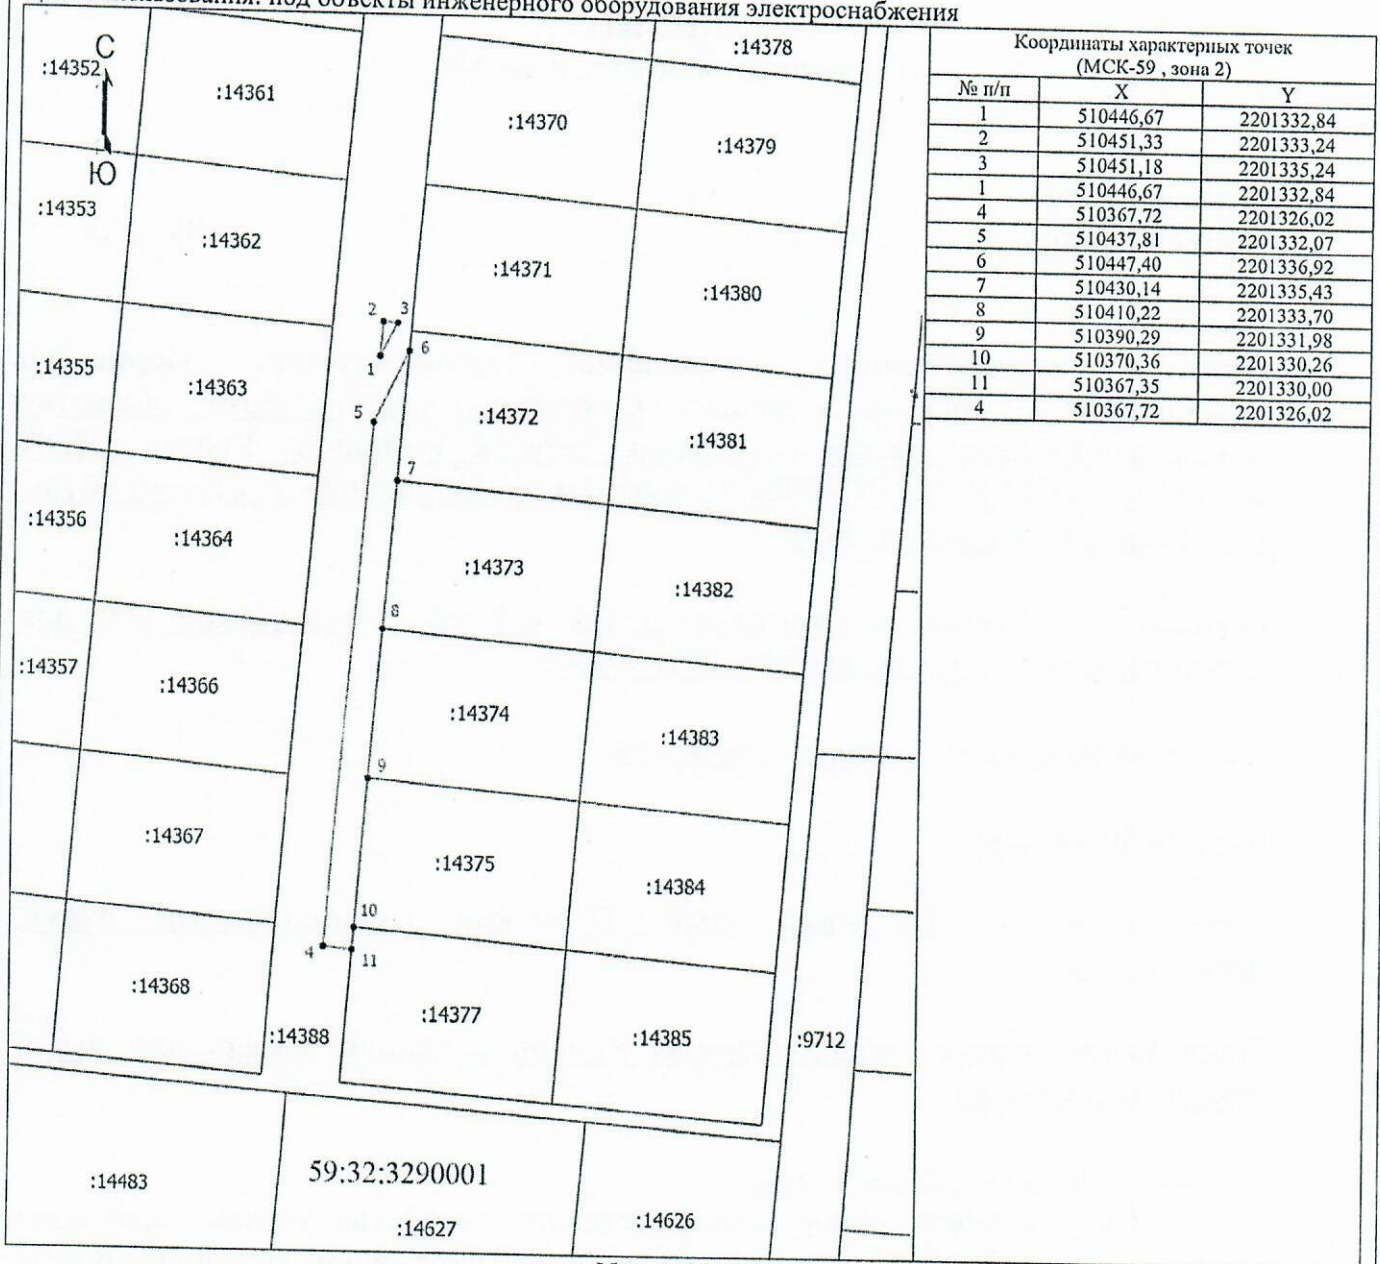 использования: под объекты инженерного оборудования электроснабжения
Координаты характерных точек
(МСК-59 , зона 2)
№ п/п X Y
1 510446,67 2201332,84
2 510451,33 2201333,24
3 510451,18 2201335,24
1 510446,67 2201332,84
4 510367,72 2201326,02
5 510437,81 2201332,07
6 510447,40 2201336,92
7 510430,14 2201335,43
8 510410,22 2201333,70
9 510390,29 2201331,98
10 510370,36 2201330,26
11 510367,35 2201330,00
4 510367,72 2201326,02
С
Ю
:14378
:14352
:14361
:14370
:14379
:14353
:14362
:14371
:14380
2 3
6
1
:14355
:14363
5
:14372
:14381
7
:14356
:14364
:14373
:14382
8
:14357
:14366
:14374
:14383
9
:14367
:14375
:14384
10
4
11
:14368
:14377
:14388
:14385
:9712
59:32:3290001
:14483
:14627
:14626